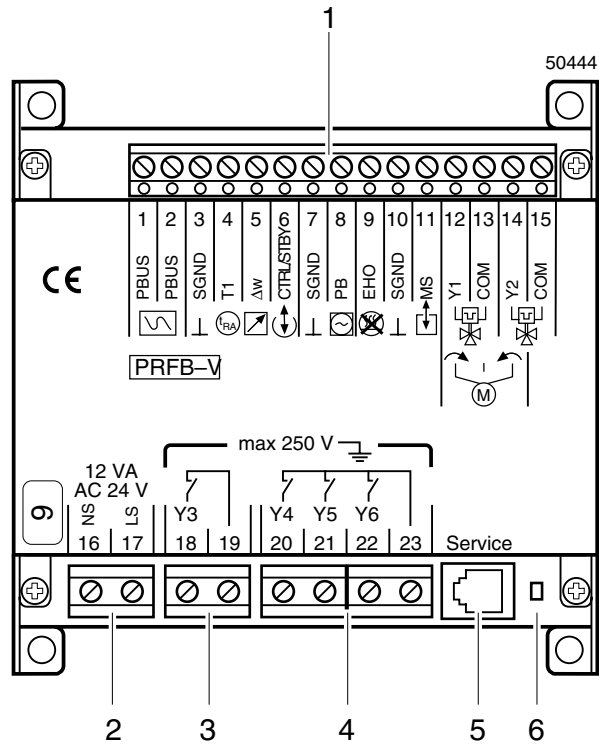 1
50444
1 2 3 4 5 6 7 8 9 10 11 12 13 14 15
PBUS PBUS SGND T1 Δw CTRL/STBY SGND PB EHO SGND MS Y1 COM Y2 COM
CE
tRA
M
PRFB–V
max 250 V
12 VA
AC 24 V
NS LS Y3 Y4 Y5 Y6
9
16 17 18 19 20 21 22 23 Service
2 3 4 5 6